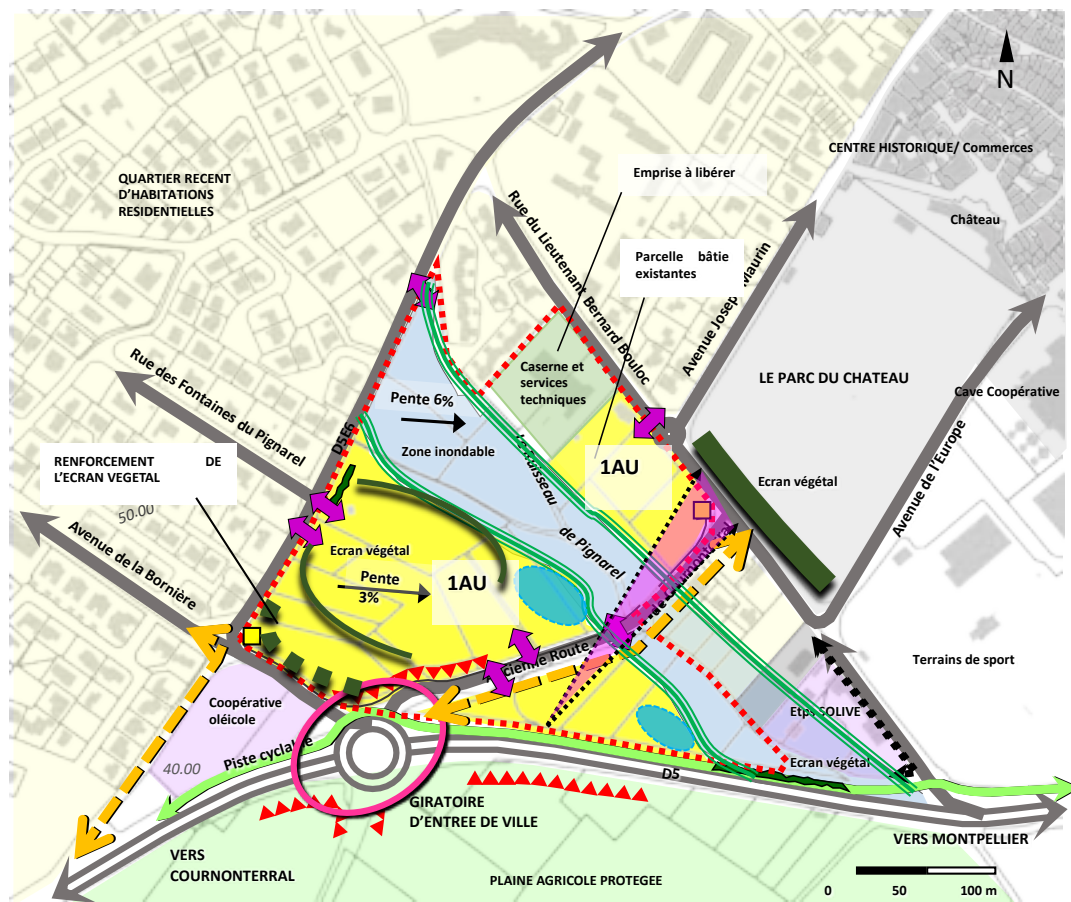 N
CENTRE HISTORIQUE/ Commerces
QUARTIER RECENT
D'HABITATIONS
RESIDENTIELLES
Emprise à libérer
Château
Rue du Lieutenant Bernard Bouloc
Parcelle bâtie
existantes
Avenue Joseph Maurin
Rue des Fontaines du Pignarel
Caserne et
services
techniques
LE PARC DU CHATEAU
Cave Coopérative
Pente 6%
D5E6
Zone inondable
RENFORCEMENT DE
L'ECRAN VEGETAL
1AU
Ecran végétal
Avenue de l'Europe
50.00
Avenue de la Bornière
Ruisseau
de Pignarel
Ecran végétal
Pente
3%
1AU
cienne Route
Terrains de sport
Coopérative
oléicole
Ets SOLIVE
Piste cyclable
40.00
Ecran végétal
D5
GIRATOIRE
D'ENTREE DE VILLE
VERS
COURNONTERRAL
VERS MONTPELLIER
PLAINE AGRICOLE PROTEGEE
0 50 100 m